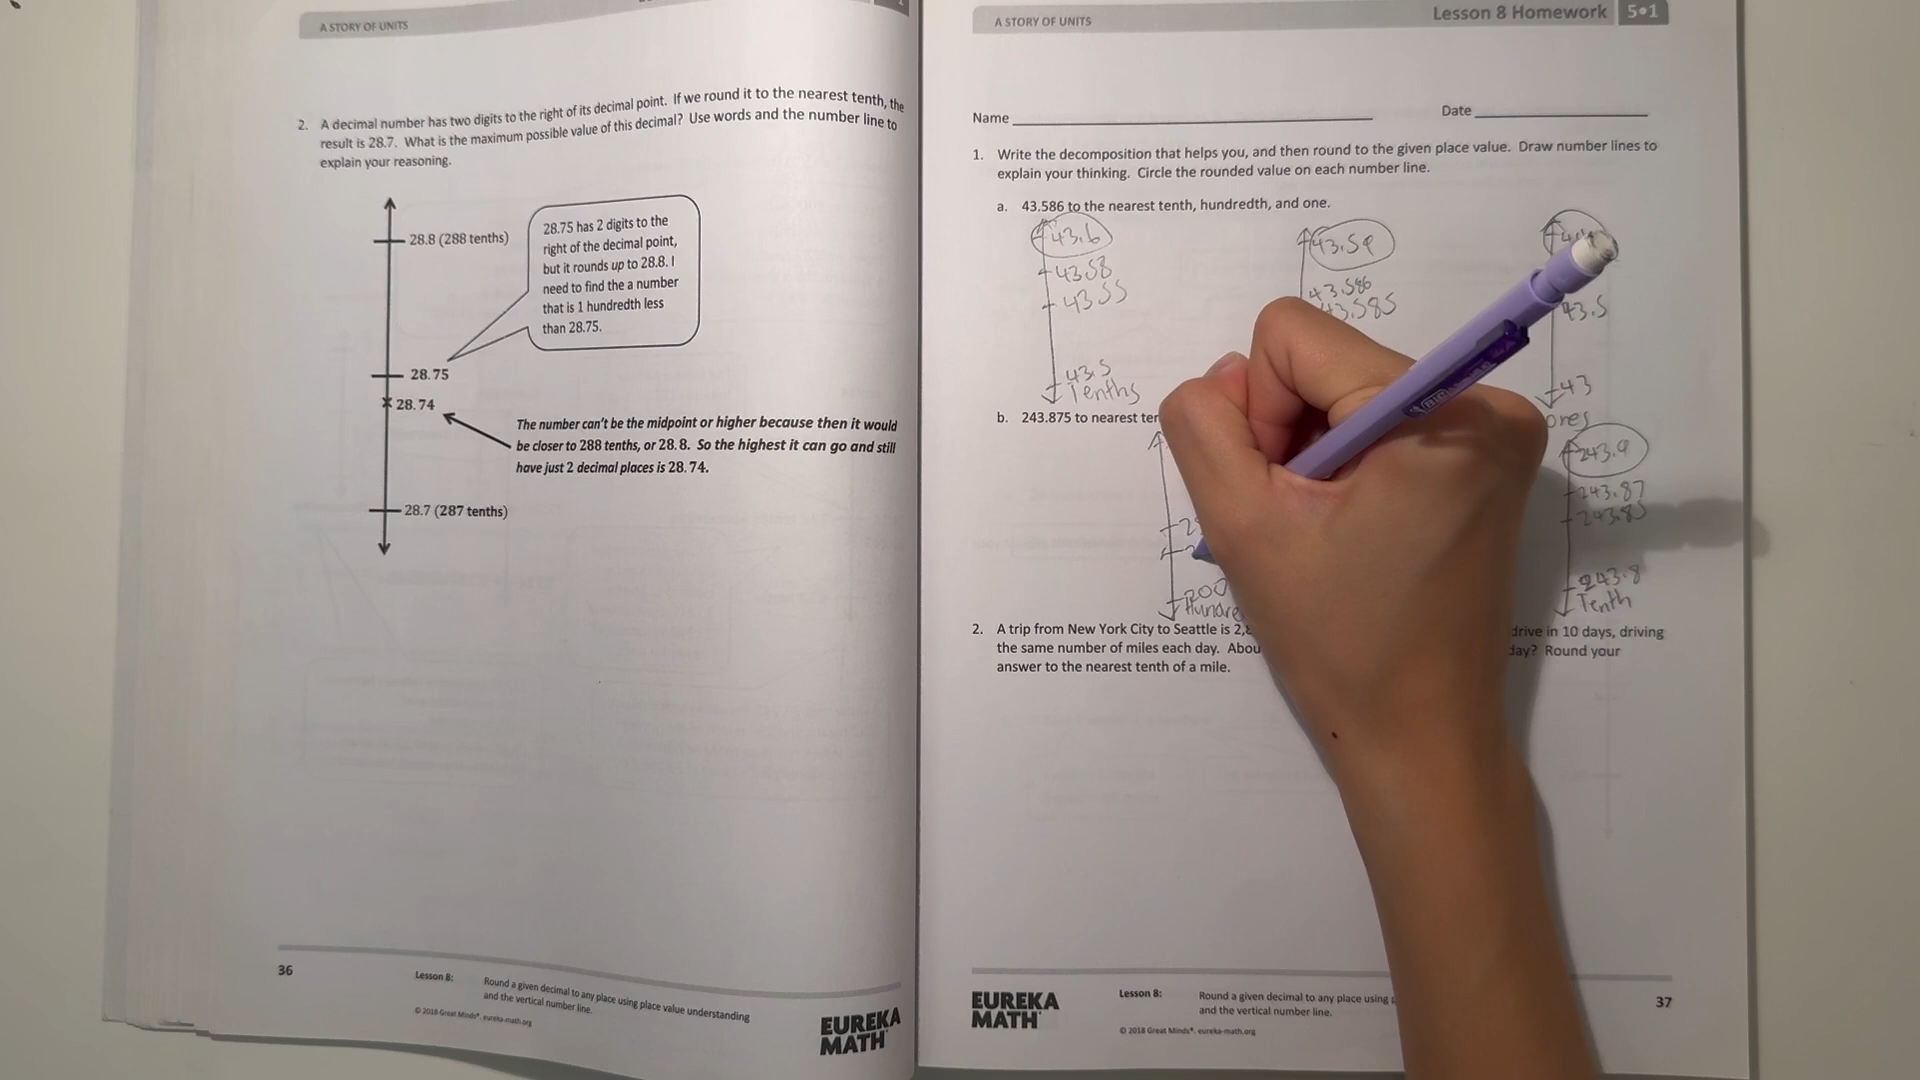 A STORY OF UNITS
2. A decimal number has two digits to the right of its decimal point. If we round it to the nearest tenth, the
result is 28.7. What is the maximum possible value of this decimal? Use words and the number line to
explain your reasoning.
28.8 (288 tenths)
28.75 has 2 digits to the
right of the decimal point,
but it rounds up to 28.8. I
need to find the a number
that is 1 hundredth less
than 28.75.
28.75
28.74
The number can't be the midpoint or higher because then it would
be closer to 288 tenths, or 28.8. So the highest it can go and still
have just 2 decimal places is 28.74.
28.7 (287 tenths)
36
Lesson 8:
Round a given decimal to any place using place value understanding
and the vertical number line.
© 2018 Great Minds®. eureka-math.org
EUREKA
MATH
A STORY OF UNITS
Lesson 8 Homework 5•1
Name
Date
1. Write the decomposition that helps you, and then round to the given place value. Draw number lines to
explain your thinking. Circle the rounded value on each number line.
a. 43.586 to the nearest tenth, hundredth, and one.
43.6
43.58
43.55
43.5
Tenths
43.59
43.586
43.585
43.5
43
ones
b. 243.875 to nearest
200
243.9
243.87
243.85
243.8
Tenth
2. A trip from New York City to Seattle is
drive in 10 days, driving
the same number of miles each day.
day? Round your
answer to the nearest tenth of a mile.
EUREKA
MATH
Lesson 8:
Round a given decimal to any place using
and the vertical number line.
© 2018 Great Minds®. eureka-math.org
37